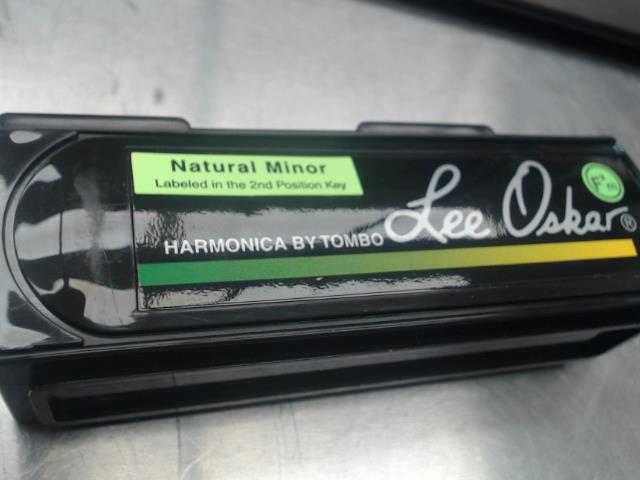 Natural Minor
Labeled in the 2nd Position Key
Lee Oskar®
HARMONICA BY TOMBO
F#m